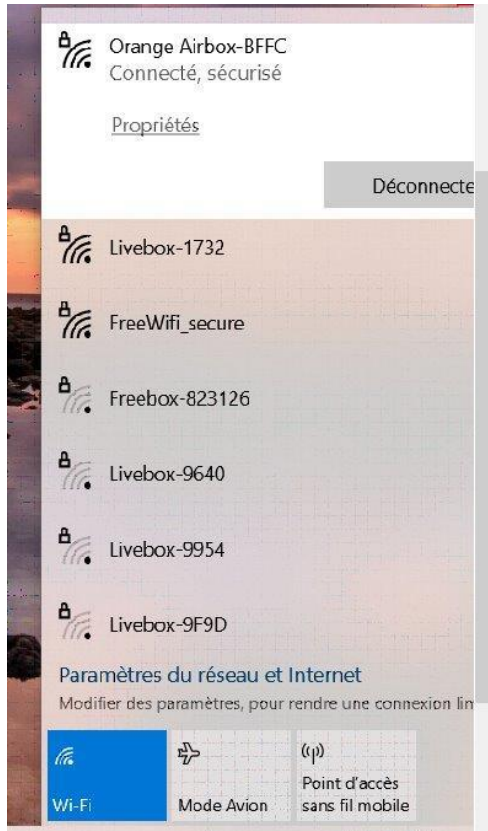 Orange Airbox-BFFC
Connecté, sécurisé
Propriétés
Déconnecte
Livebox-1732
FreeWifi_secure
Freebox-823126
Livebox-9640
Livebox-9954
Livebox-9F9D
Paramètres du réseau et Internet
Modifier des paramètres, pour rendre une connexion lim
Wi-Fi
Mode Avion
Point d'accès
sans fil mobile